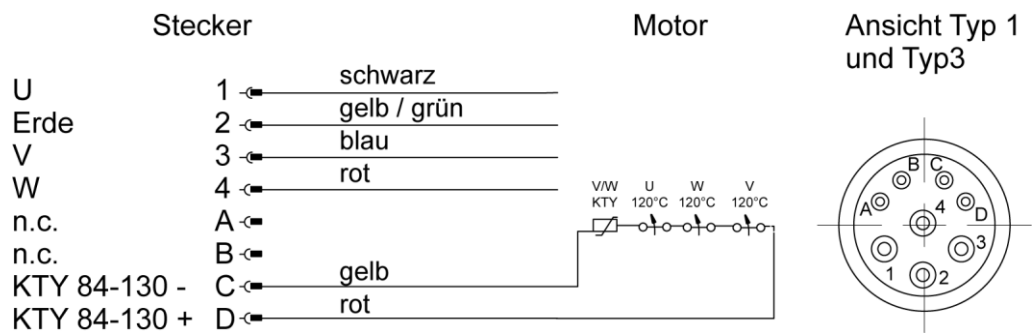 Stecker Motor Ansicht Typ 1
und Typ3
U 1 schwarz
Erde 2 gelb / grün
V 3 blau
W 4 rot
n.c. A
n.c. B
KTY 84-130 - C gelb
KTY 84-130 + D rot
V/W U W V
KTY 120°C 120°C 120°C
B C
A D
4
1 3
2